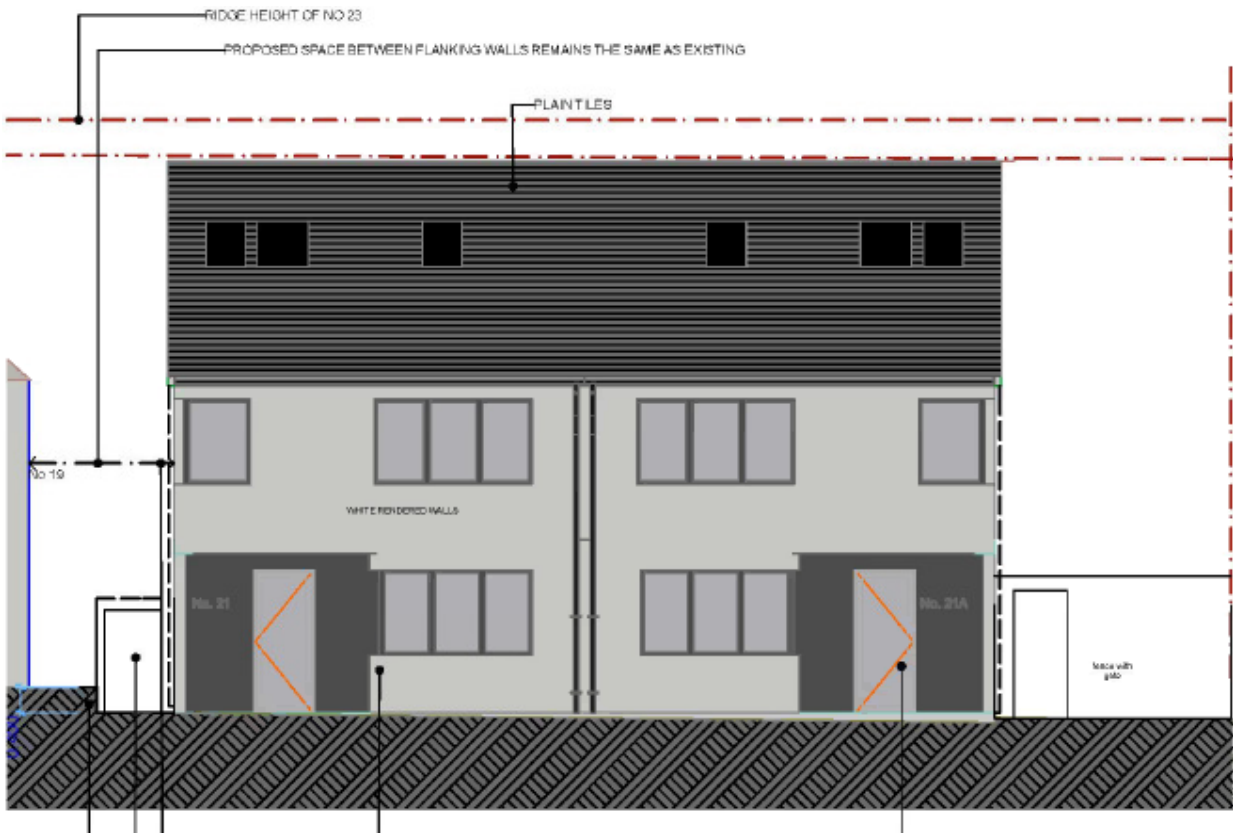 RIDGE HEIGHT OF NO 23
PROPOSED SPACE BETWEEN FLANKING WALLS REMAINS THE SAME AS EXISTING
PLAIN TILES
No 19
WHITE RENDERED WALLS
No. 21
No. 21A
fence with
gate